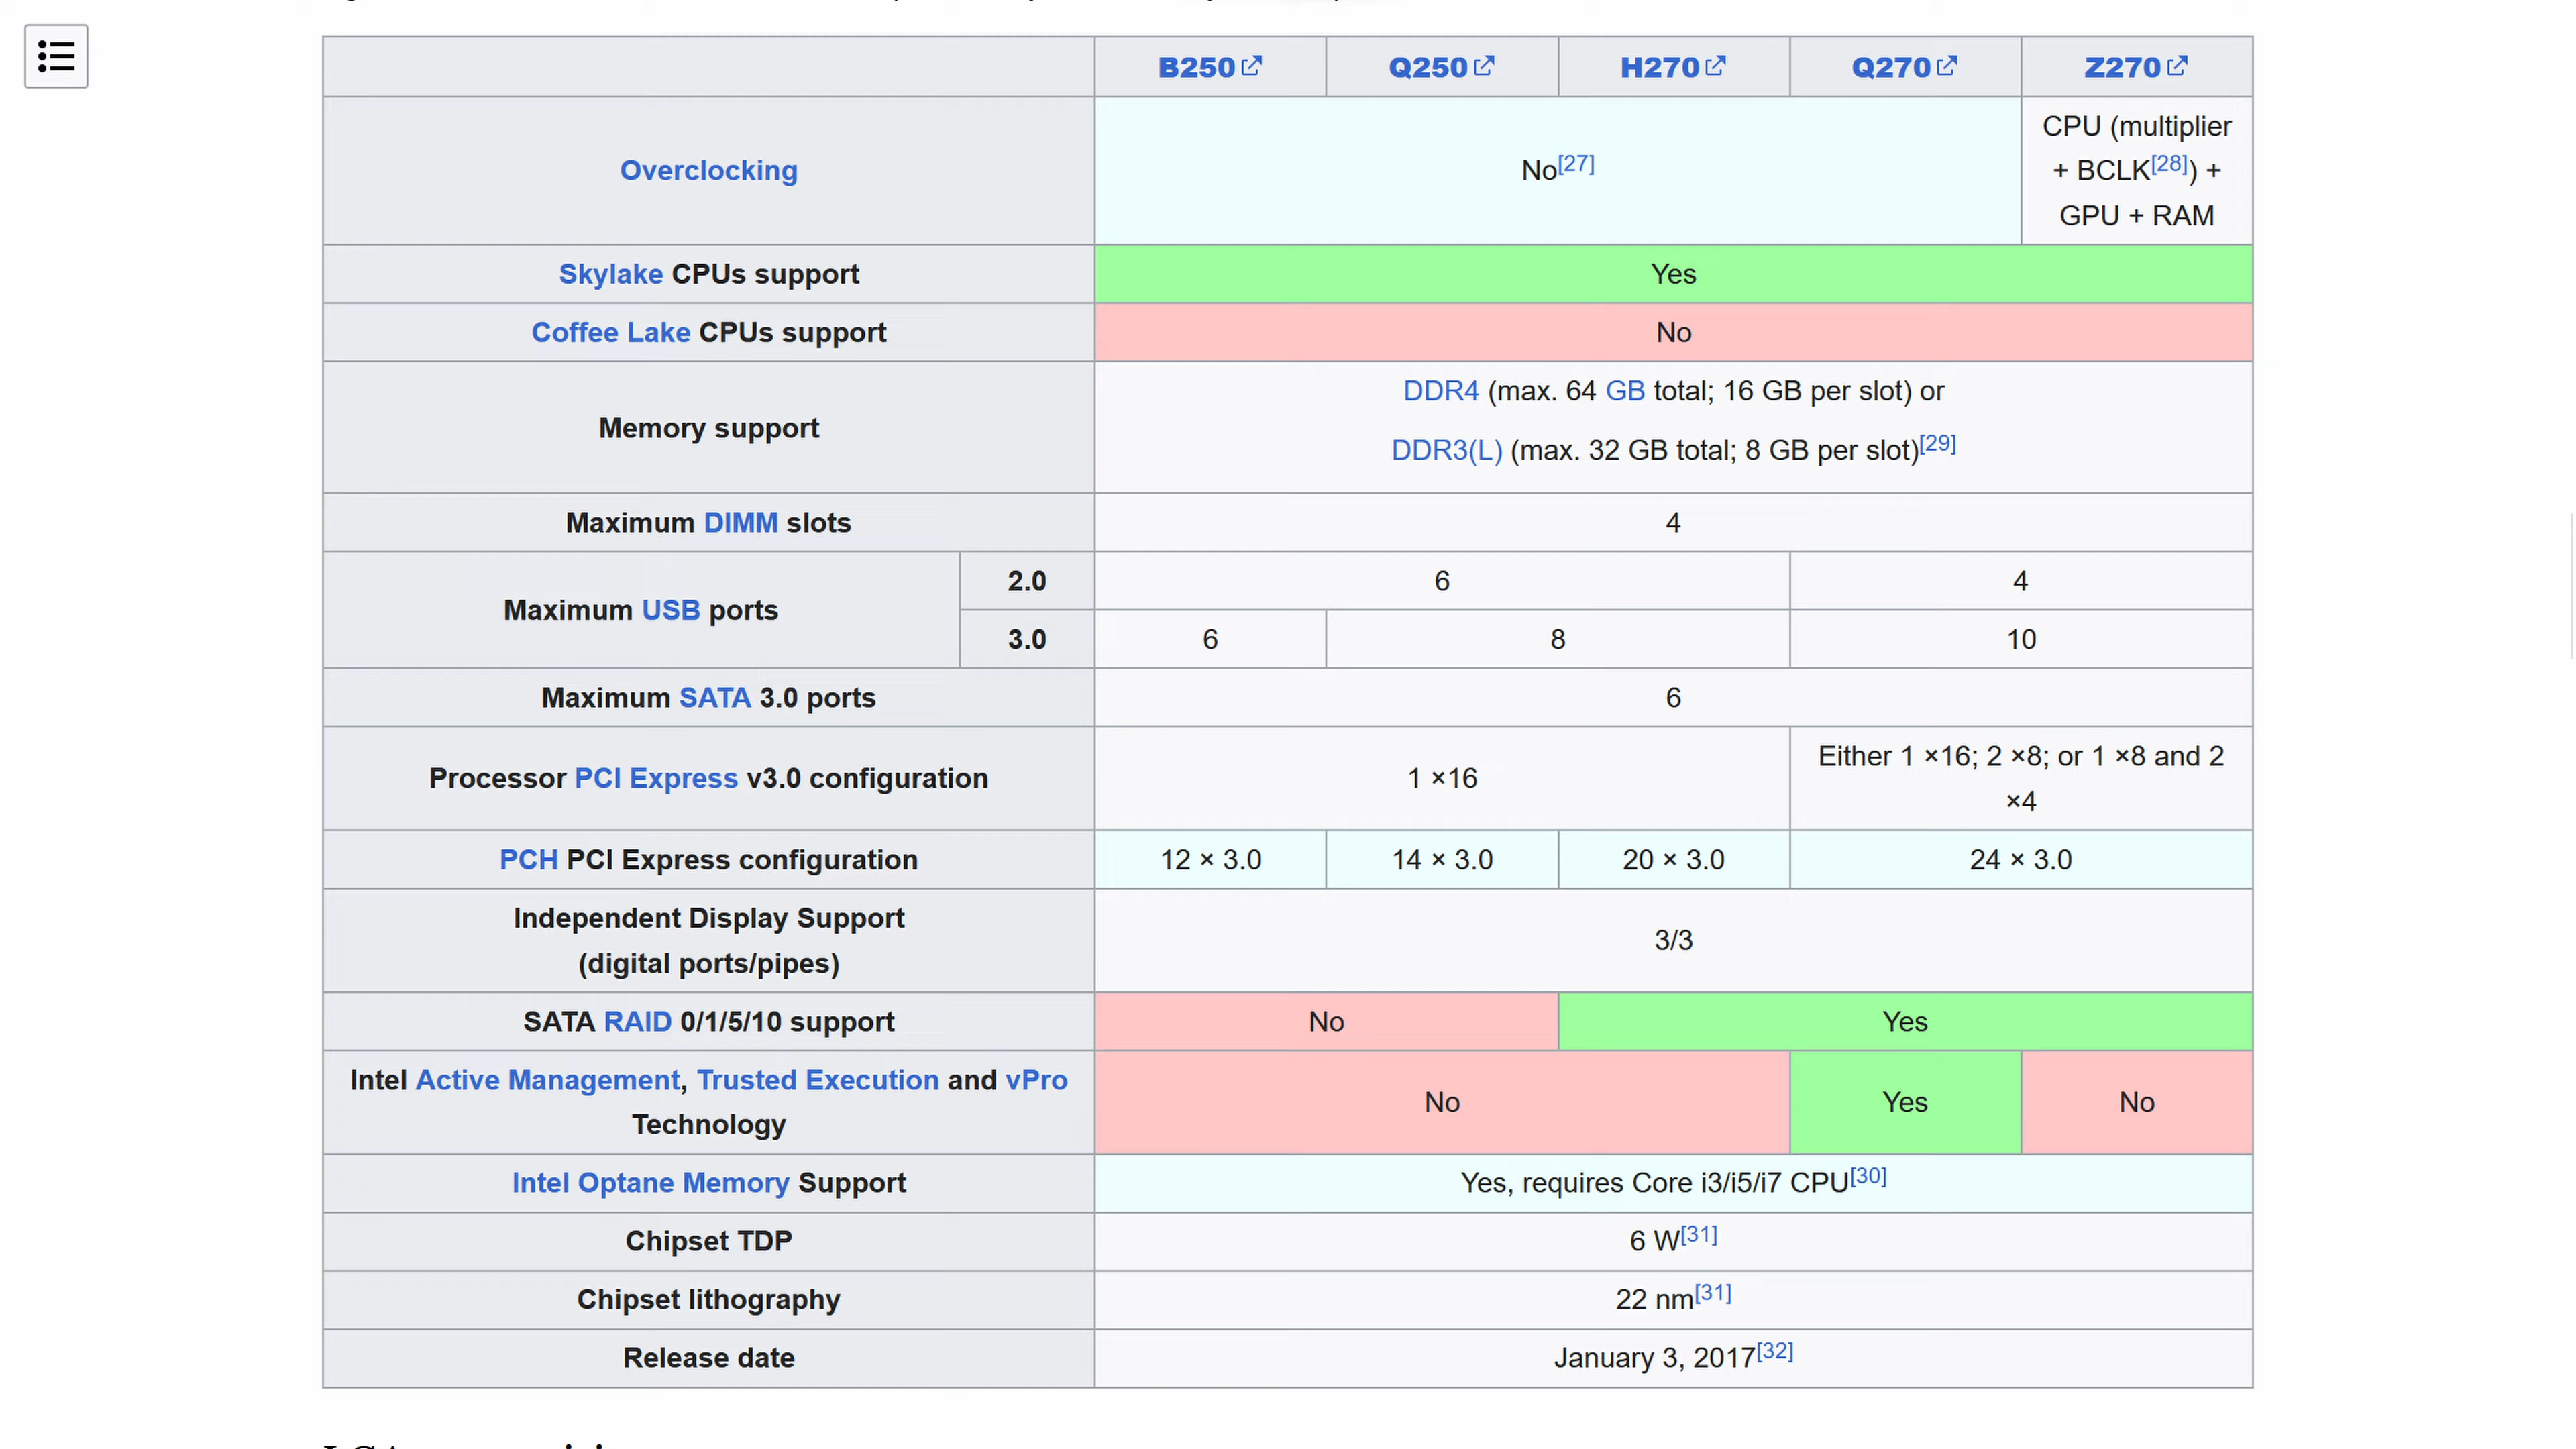 B250 Q250 H270 Q270 Z270
Overclocking
No[27]
CPU (multiplier
+ BCLK[28]) +
GPU + RAM
Skylake CPUs support
Yes
Coffee Lake CPUs support
No
Memory support
DDR4 (max. 64 GB total; 16 GB per slot) or
DDR3(L) (max. 32 GB total; 8 GB per slot)[29]
Maximum DIMM slots
4
Maximum USB ports
2.0
6
4
3.0
6
8
10
Maximum SATA 3.0 ports
6
Processor PCI Express v3.0 configuration
1 ×16
Either 1 ×16; 2 ×8; or 1 ×8 and 2
×4
PCH PCI Express configuration
12 × 3.0
14 × 3.0
20 × 3.0
24 × 3.0
Independent Display Support
(digital ports/pipes)
3/3
SATA RAID 0/1/5/10 support
No
Yes
Intel Active Management, Trusted Execution and vPro
Technology
No
Yes
No
Intel Optane Memory Support
Yes, requires Core i3/i5/i7 CPU[30]
Chipset TDP
6 W[31]
Chipset lithography
22 nm[31]
Release date
January 3, 2017[32]